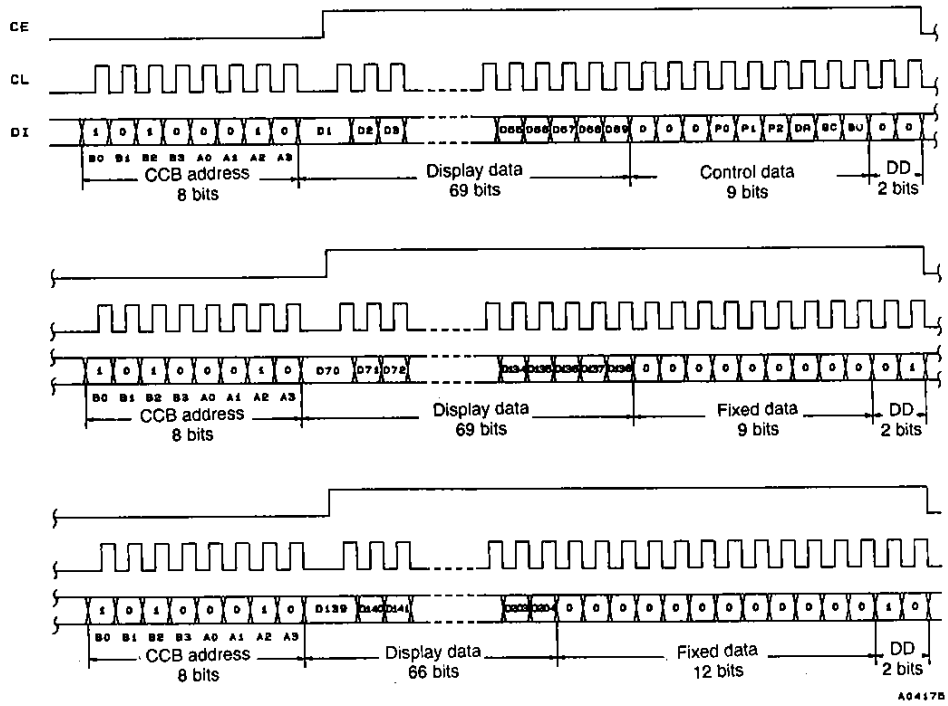 CE
CL
DI 1 0 1 0 0 0 1 0 D1 D2 D3 D65 D66 D67 D68 D69 0 0 0 P0 P1 P2 DR SC BU 0 0
B0 B1 B2 B3 A0 A1 A2 A3
CCB address Display data Control data DD
8 bits 69 bits 9 bits 2 bits
1 0 1 0 0 0 1 0 D70 D71 D72 D134 D135 D136 D137 D138 0 0 0 0 0 0 0 0 0 0 1
B0 B1 B2 B3 A0 A1 A2 A3
CCB address Display data Fixed data DD
8 bits 69 bits 9 bits 2 bits
1 0 1 0 0 0 1 0 D139 D140 D141 D203 D204 0 0 0 0 0 0 0 0 0 0 0 0 1 0
B0 B1 B2 B3 A0 A1 A2 A3
CCB address Display data Fixed data DD
8 bits 66 bits 12 bits 2 bits
A04175